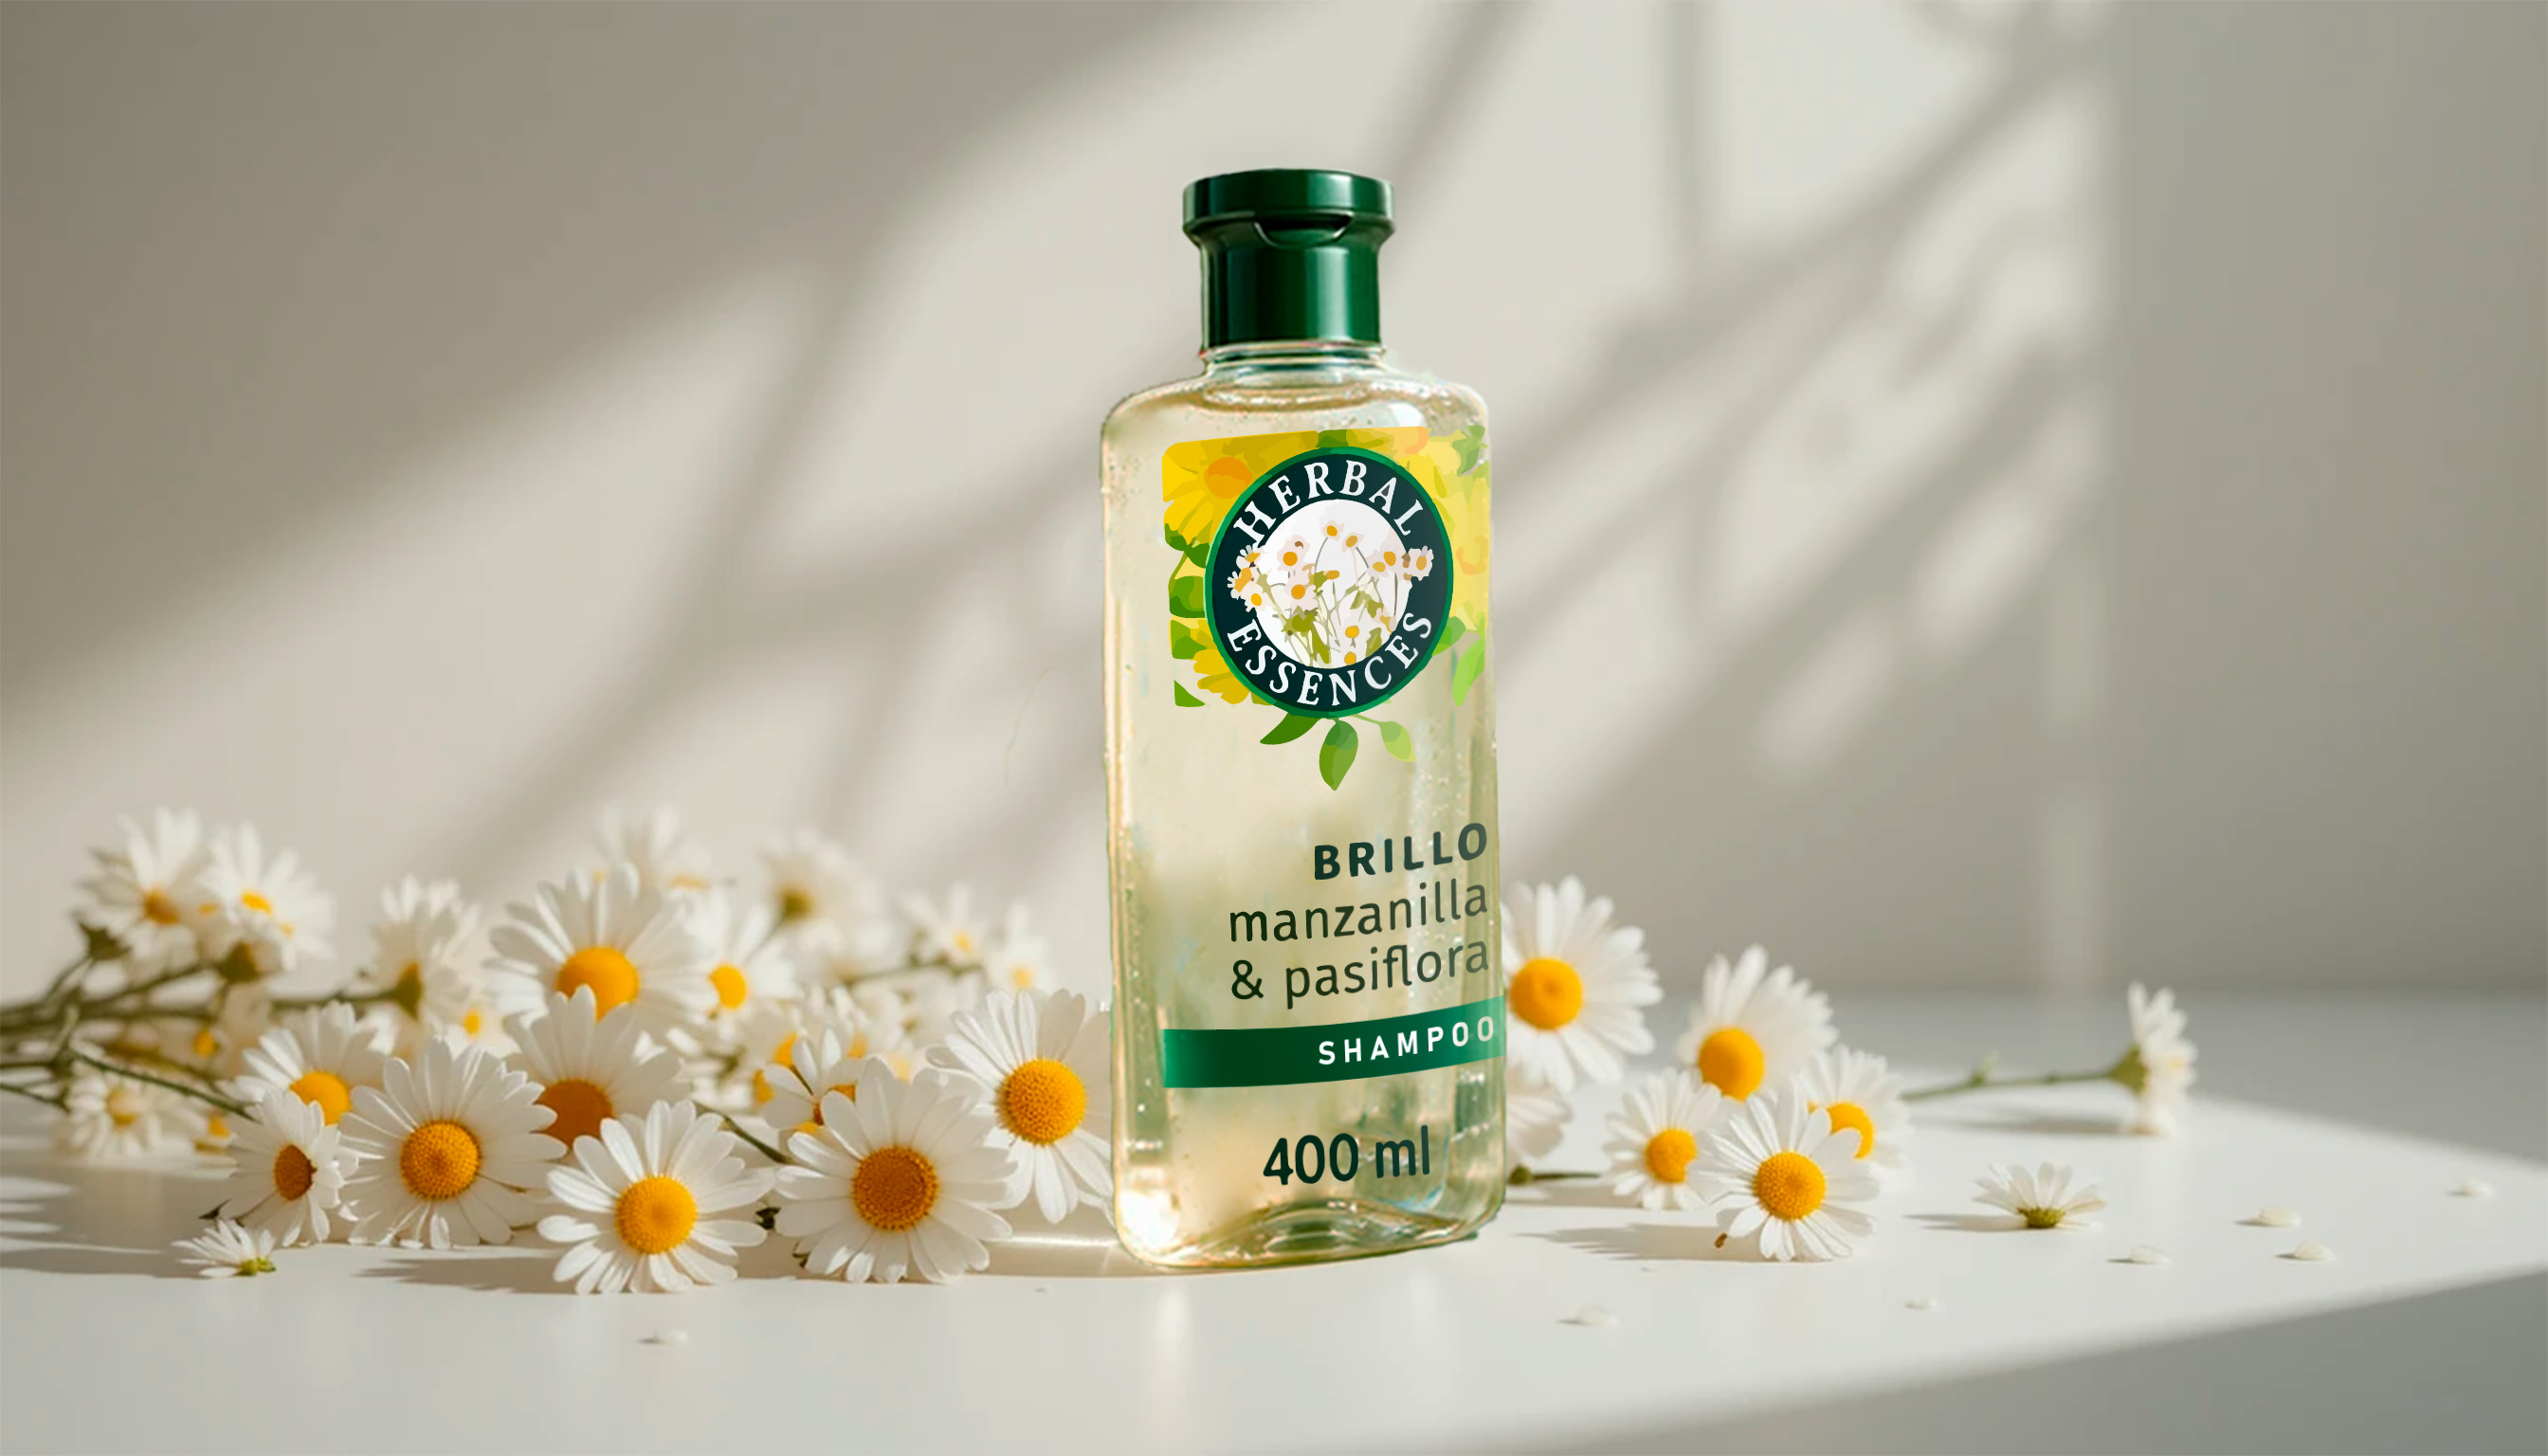 HERBAL
ESSENCES
BRILLO
manzanilla
& pasiflora
SHAMPOO
400 ml